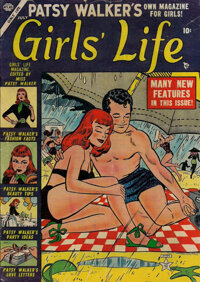 PATSY WALKER'S OWN MAGAZINE FOR GIRLS!
JULY
Girls' Life
10¢
GIRLS' LIFE
MAGAZINE,
EDITED BY
MISS
PATSY WALKER
MANY NEW
FEATURES
IN THIS ISSUE!
PATSY WALKER'S
FASHION FACTS
PATSY WALKER'S
BEAUTY TIPS
PATSY WALKER'S
PARTY IDEAS
PATSY WALKER'S
LOVE LETTERS